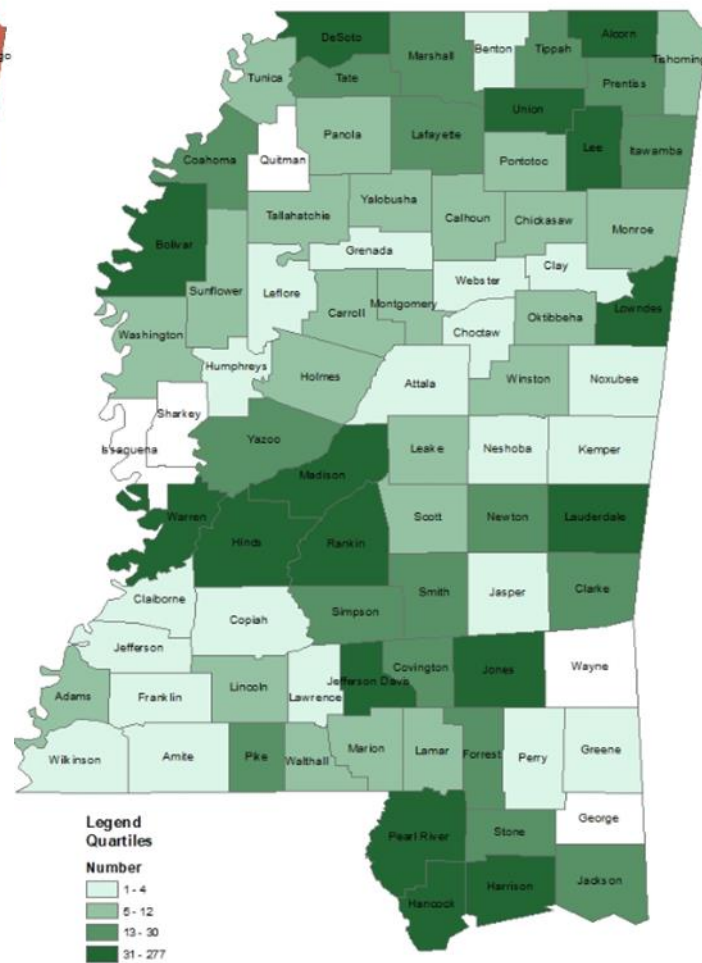 DeSoto
Alcorn
Benton
Tippah
Marshall
Tishoming
Tunica
Tate
Prentiss
Union
Panola
Lafayette
Lee
Itawamba
Coahoma
Quitman
Pontotoc
Yalobusha
Tallahatchie
Calhoun
Chickasaw
Monroe
Bolivar
Grenada
Clay
Webster
Sunflower
Leflore
Montgomery
Lowndes
Carroll
Oktibbeha
Washington
Choctaw
Humphreys
Holmes
Attala
Winston
Noxubee
Sharkey
Yazoo
Leake
Neshoba
Kemper
Issaquena
Madison
Warren
Scott
Newton
Lauderdale
Hinds
Rankin
Claiborne
Smith
Jasper
Clarke
Copiah
Simpson
Jefferson
Covington
Jones
Wayne
Jefferson Davis
Adams
Franklin
Lincoln
Lawrence
Marion
Lamar
Forrest
Greene
Wilkinson
Amite
Pike
Walthall
Perry
George
Pearl River
Stone
Legend
Quartiles
Number
1 - 4
5 - 12
13 - 30
31 - 277
Hancock
Harrison
Jackson